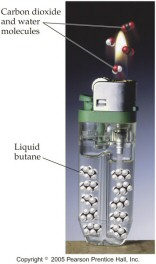 Carbon dioxide
and water
molecules
Liquid
butane
Copyright © 2005 Pearson Prentice Hall, Inc.